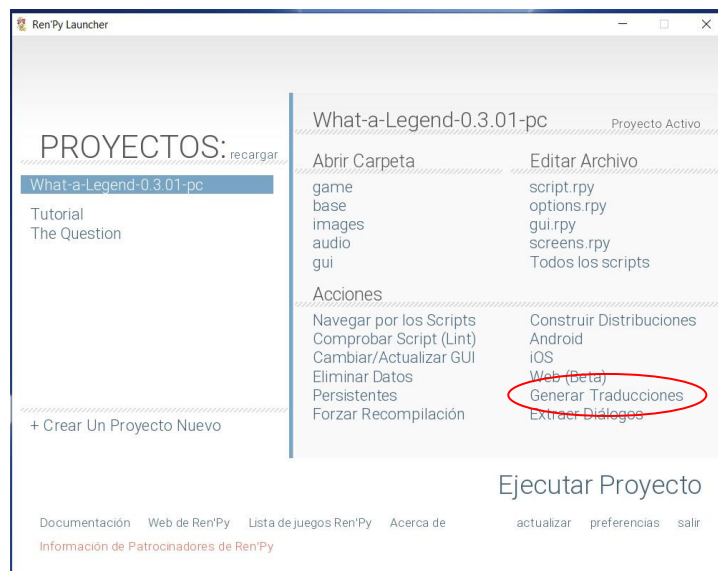 Ren'Py Launcher
PROYECTOS: recargar
What-a-Legend-0.3.01-pc
Tutorial
The Question
+ Crear Un Proyecto Nuevo
What-a-Legend-0.3.01-pc Proyecto Activo
Abrir Carpeta
game
base
images
audio
gui
Editar Archivo
script.rpy
options.rpy
gui.rpy
screens.rpy
Todos los scripts
Acciones
Navegar por los Scripts
Comprobar Script (Lint)
Cambiar/Actualizar GUI
Eliminar Datos
Persistentes
Forzar Recompilación
Construir Distribuciones
Android
iOS
Web (Beta)
Generar Traducciones
Extraer Diálogos
Ejecutar Proyecto
Documentación Web de Ren'Py Lista de juegos Ren'Py Acerca de actualizar preferencias salir
Información de Patrocinadores de Ren'Py